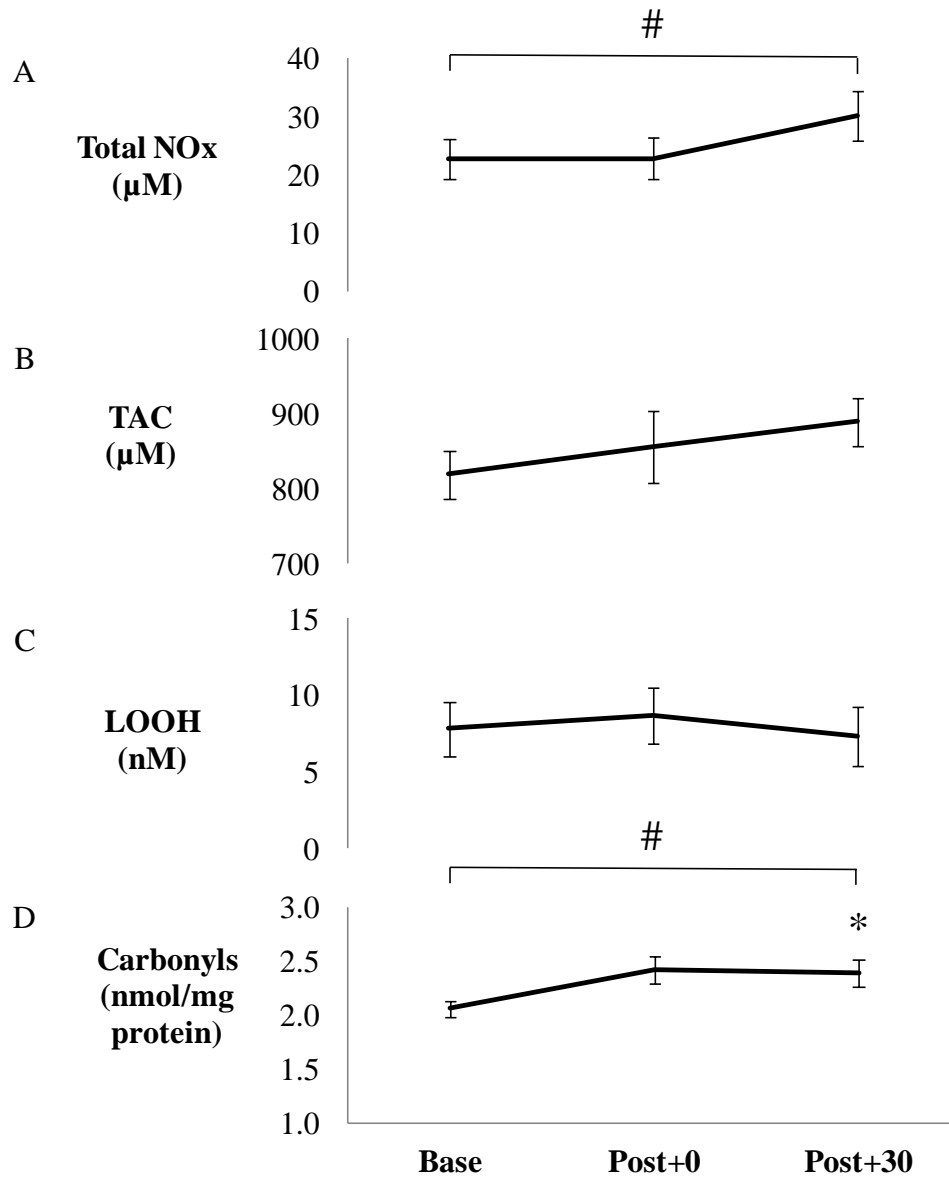 #
A
40
30
20
10
0
Total NOx
(µM)
B
1000
900
800
700
TAC
(µM)
C
15
10
5
0
LOOH
(nM)
#
D
3.0
2.5
2.0
1.5
1.0
*
Carbonyls
(nmol/mg
protein)
Base Post+0 Post+30